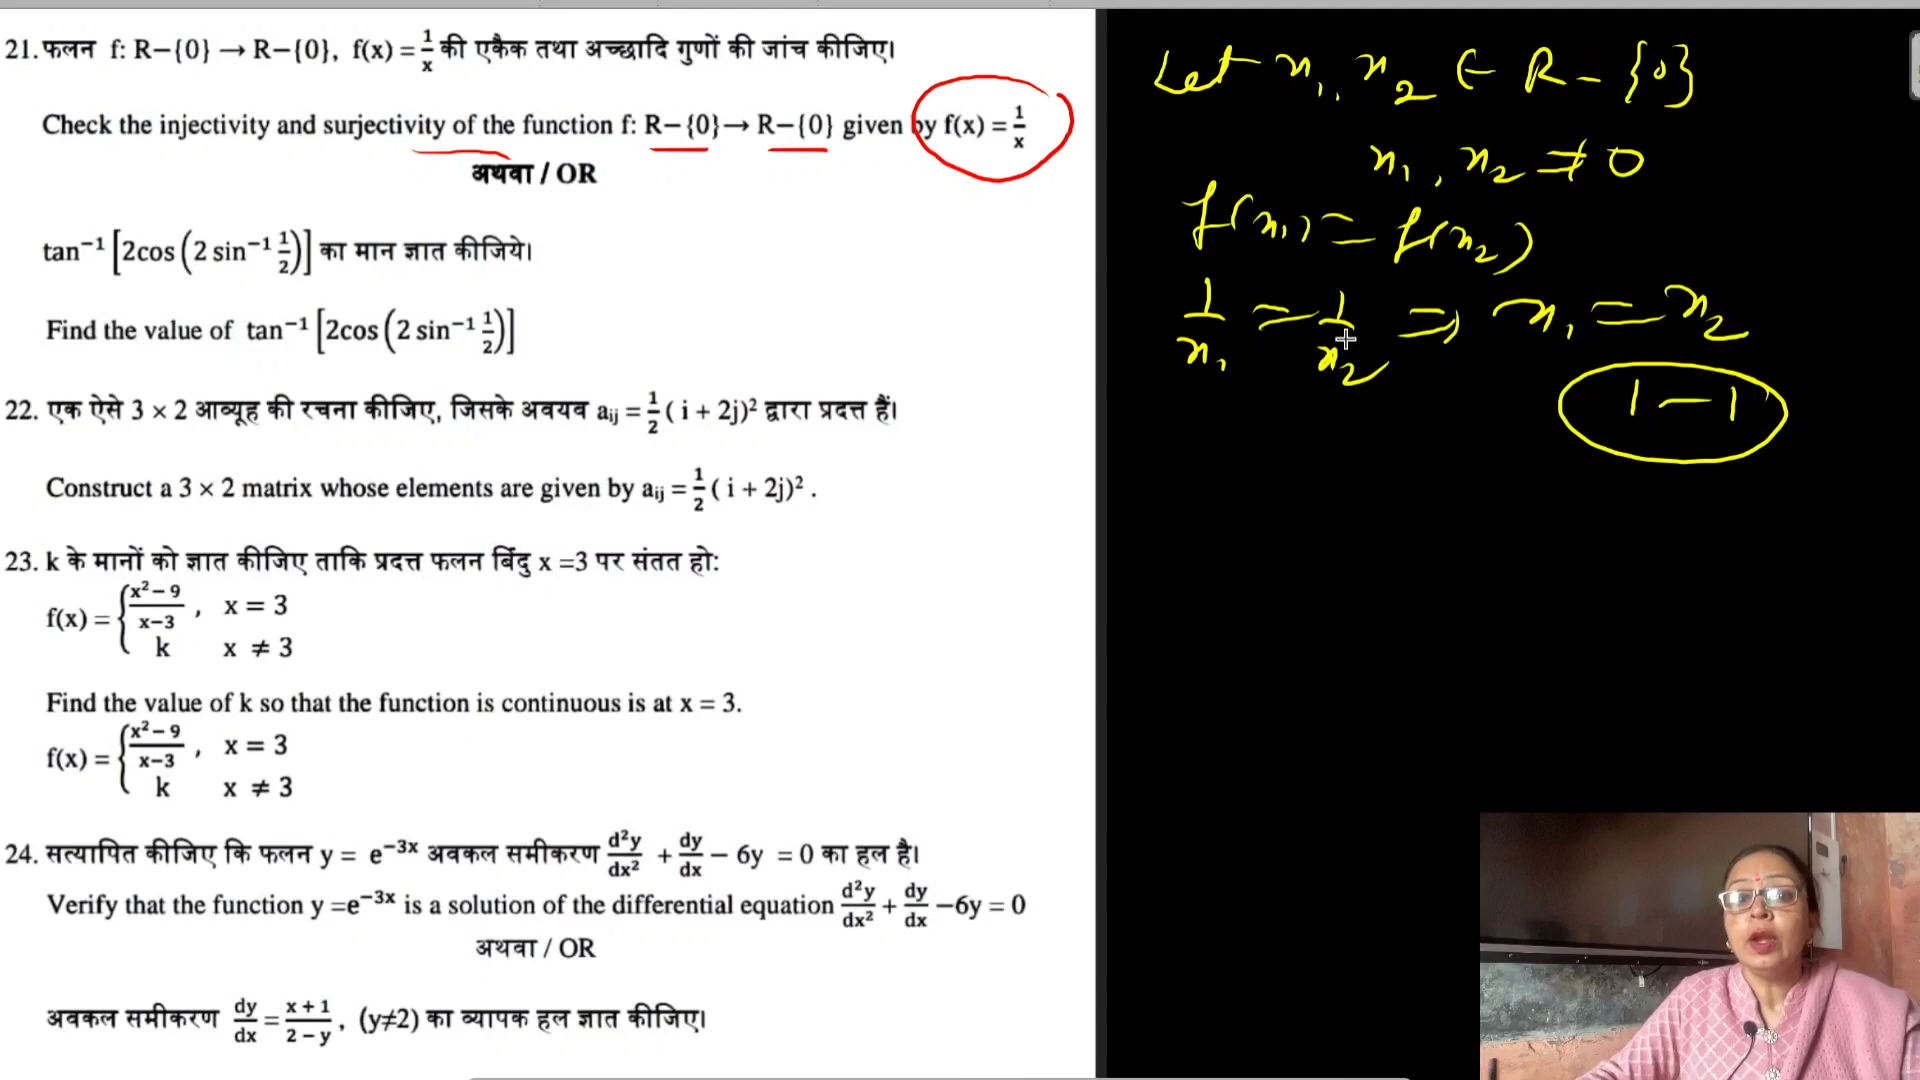 21. फलन f: R−{0} → R−{0}, f(x) = 1/x की एकैक तथा अच्छादि गुणों की जांच कीजिए।
Check the injectivity and surjectivity of the function f: R−{0}→ R−{0} given by f(x) = 1/x
अथवा / OR
tan⁻¹ [2cos (2 sin⁻¹ 1/2)] का मान ज्ञात कीजिये।
Find the value of tan⁻¹ [2cos (2 sin⁻¹ 1/2)]
22. एक ऐसे 3 × 2 आव्यूह की रचना कीजिए, जिसके अवयव aᵢⱼ = 1/2 ( i + 2j)² द्वारा प्रदत्त हैं।
Construct a 3 × 2 matrix whose elements are given by aᵢⱼ = 1/2 ( i + 2j)² .
23. k के मानों को ज्ञात कीजिए ताकि प्रदत्त फलन बिंदु x =3 पर संतत हो:
f(x) = { (x² − 9)/(x−3) , x = 3
k x ≠ 3
Find the value of k so that the function is continuous is at x = 3.
f(x) = { (x² − 9)/(x−3) , x = 3
k x ≠ 3
24. सत्यापित कीजिए कि फलन y = e⁻³ˣ अवकल समीकरण d²y/dx² + dy/dx − 6y = 0 का हल है।
Verify that the function y =e⁻³ˣ is a solution of the differential equation d²y/dx² + dy/dx −6y = 0
अथवा / OR
अवकल समीकरण dy/dx = (x + 1)/(2 − y) , (y≠2) का व्यापक हल ज्ञात कीजिए।
Let x₁, x₂ ∈ R − {0}
x₁, x₂ ≠ 0
f(x₁) = f(x₂)
1/x₁ = 1/x₂ ⇒ x₁ = x₂
1 − 1